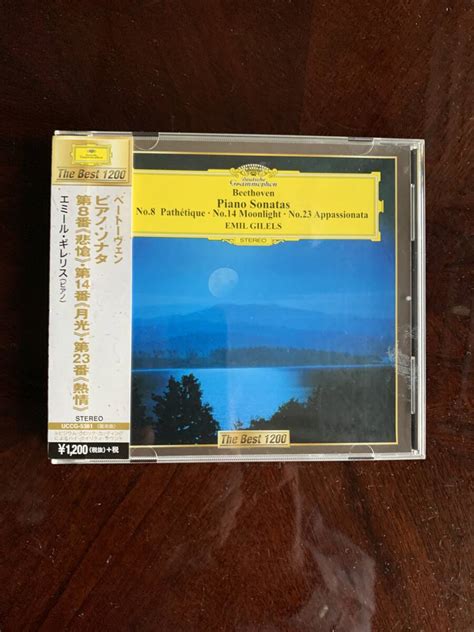 The Best 1200
ベートーヴェン
ピアノ・ソナタ
第8番《悲愴》・第14番《月光》・第23番《熱情》
エミール・ギレリス(ピアノ)
STEREO
UCCG-5361
¥1,200(税抜)+税
Deutsche
Grammophon
Beethoven
Piano Sonatas
No.8 Pathétique · No.14 Moonlight · No.23 Appassionata
EMIL GILELS
STEREO
The Best 1200